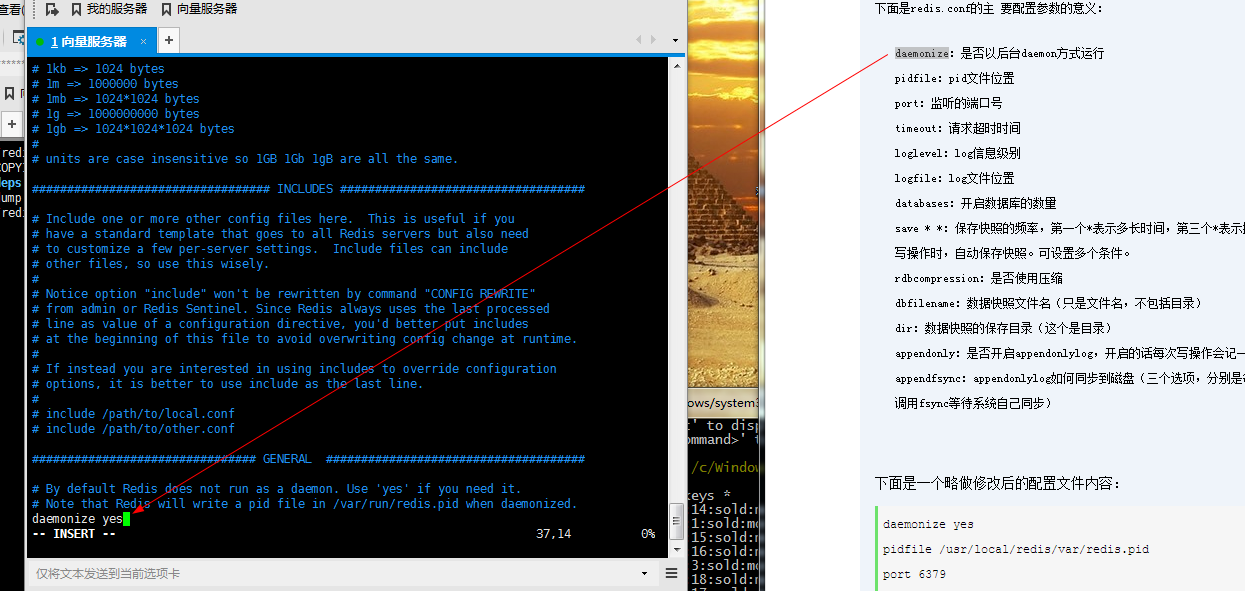 查看(
我的服务器
向量服务器
1 向量服务器
×
+
# 1kb => 1024 bytes
# 1m => 1000000 bytes
# 1mb => 1024*1024 bytes
# 1g => 1000000000 bytes
# 1gb => 1024*1024*1024 bytes
#
# units are case insensitive so 1GB 1Gb 1gB are all the same.
################################## INCLUDES ###################################
# Include one or more other config files here.  This is useful if you
# have a standard template that goes to all Redis servers but also need
# to customize a few per-server settings.  Include files can include
# other files, so use this wisely.
#
# Notice option "include" won't be rewritten by command "CONFIG REWRITE"
# from admin or Redis Sentinel. Since Redis always uses the last processed
# line as value of a configuration directive, you'd better put includes
# at the beginning of this file to avoid overwriting config change at runtime.
#
# If instead you are interested in using includes to override configuration
# options, it is better to use include as the last line.
#
# include /path/to/local.conf
# include /path/to/other.conf
################################ GENERAL  #####################################
# By default Redis does not run as a daemon. Use 'yes' if you need it.
# Note that Redis will write a pid file in /var/run/redis.pid when daemonized.
daemonize yes
-- INSERT --
37,14
0%
仅将文本发送到当前选项卡
+
redi
COPYI
deps
ump
redi
ows/system3
t' to disp
ommand>' t
/c/Window
keys *
14:sold:m
1:sold:mo
15:sold:m
16:sold:m
3:sold:mo
18:sold:m
下面是redis.conf的主 要配置参数的意义：
daemonize：是否以后台daemon方式运行
pidfile：pid文件位置
port：监听的端口号
timeout：请求超时时间
loglevel：log信息级别
logfile：log文件位置
databases：开启数据库的数量
save * *：保存快照的频率，第一个*表示多长时间，第三个*表示
写操作时，自动保存快照。可设置多个条件。
rdbcompression：是否使用压缩
dbfilename：数据快照文件名（只是文件名，不包括目录）
dir：数据快照的保存目录（这个是目录）
appendonly：是否开启appendonlylog，开启的话每次写操作会记一
appendfsync：appendonlylog如何同步到磁盘（三个选项，分别是
调用fsync等待系统自己同步）
下面是一个略做修改后的配置文件内容：
daemonize yes
pidfile /usr/local/redis/var/redis.pid
port 6379